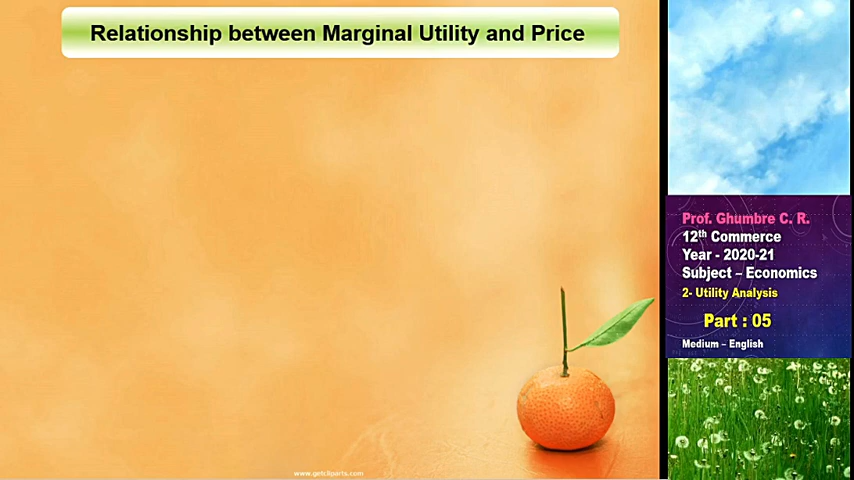 Relationship between Marginal Utility and Price
Prof. Ghumbre C. R.
12th Commerce
Year - 2020-21
Subject – Economics
2- Utility Analysis
Part : 05
Medium – English
www.getcliparts.com